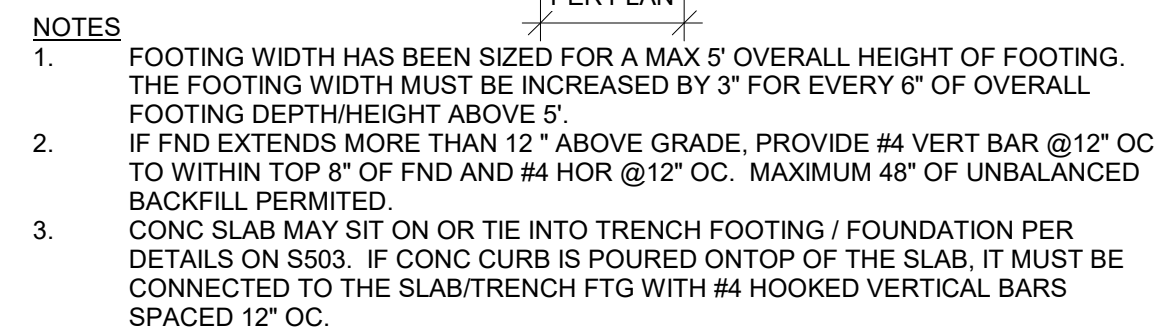 PER PLAN
NOTES
1. FOOTING WIDTH HAS BEEN SIZED FOR A MAX 5' OVERALL HEIGHT OF FOOTING.
THE FOOTING WIDTH MUST BE INCREASED BY 3" FOR EVERY 6" OF OVERALL
FOOTING DEPTH/HEIGHT ABOVE 5'.
2. IF FND EXTENDS MORE THAN 12 " ABOVE GRADE, PROVIDE #4 VERT BAR @12" OC
TO WITHIN TOP 8" OF FND AND #4 HOR @12" OC. MAXIMUM 48" OF UNBALANCED
BACKFILL PERMITED.
3. CONC SLAB MAY SIT ON OR TIE INTO TRENCH FOOTING / FOUNDATION PER
DETAILS ON S503. IF CONC CURB IS POURED ONTOP OF THE SLAB, IT MUST BE
CONNECTED TO THE SLAB/TRENCH FTG WITH #4 HOOKED VERTICAL BARS
SPACED 12" OC.